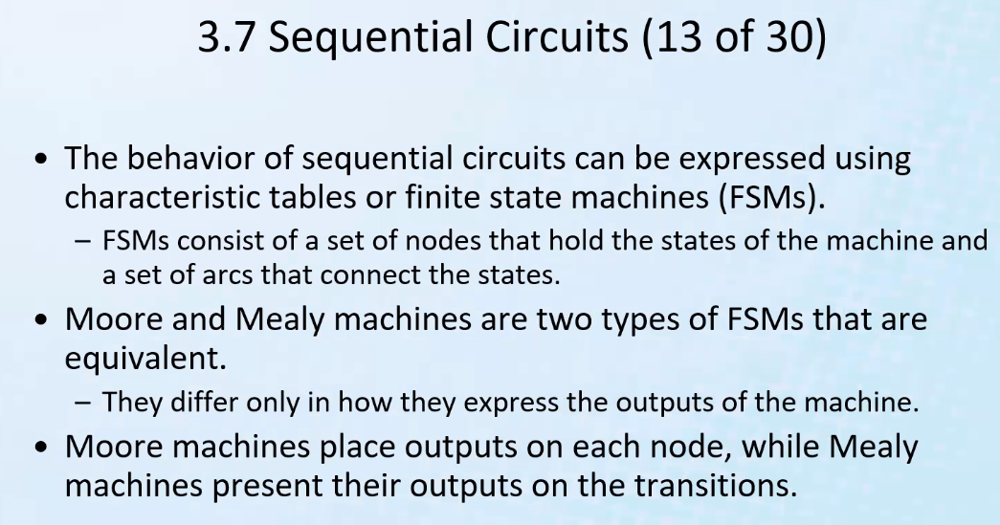 3.7 Sequential Circuits (13 of 30)
• The behavior of sequential circuits can be expressed using
characteristic tables or finite state machines (FSMs).
– FSMs consist of a set of nodes that hold the states of the machine and
a set of arcs that connect the states.
• Moore and Mealy machines are two types of FSMs that are
equivalent.
– They differ only in how they express the outputs of the machine.
• Moore machines place outputs on each node, while Mealy
machines present their outputs on the transitions.